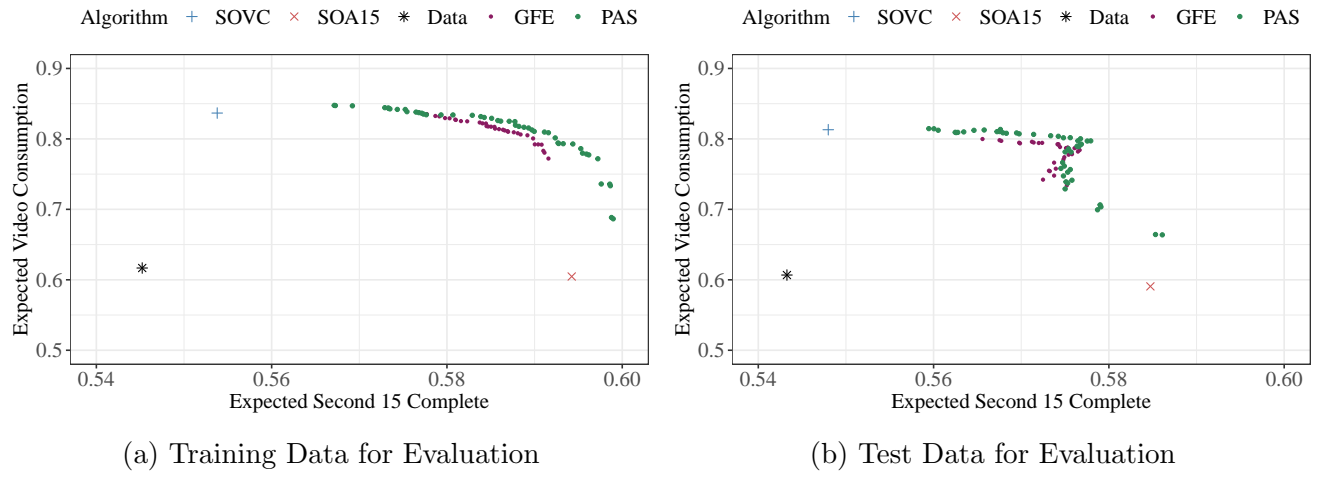 Algorithm SOVC SOA15 Data GFE PAS
Expected Video Consumption
0.9
0.8
0.7
0.6
0.5
0.54 0.56 0.58 0.60
Expected Second 15 Complete
(a) Training Data for Evaluation
Algorithm SOVC SOA15 Data GFE PAS
Expected Video Consumption
0.9
0.8
0.7
0.6
0.5
0.54 0.56 0.58 0.60
Expected Second 15 Complete
(b) Test Data for Evaluation